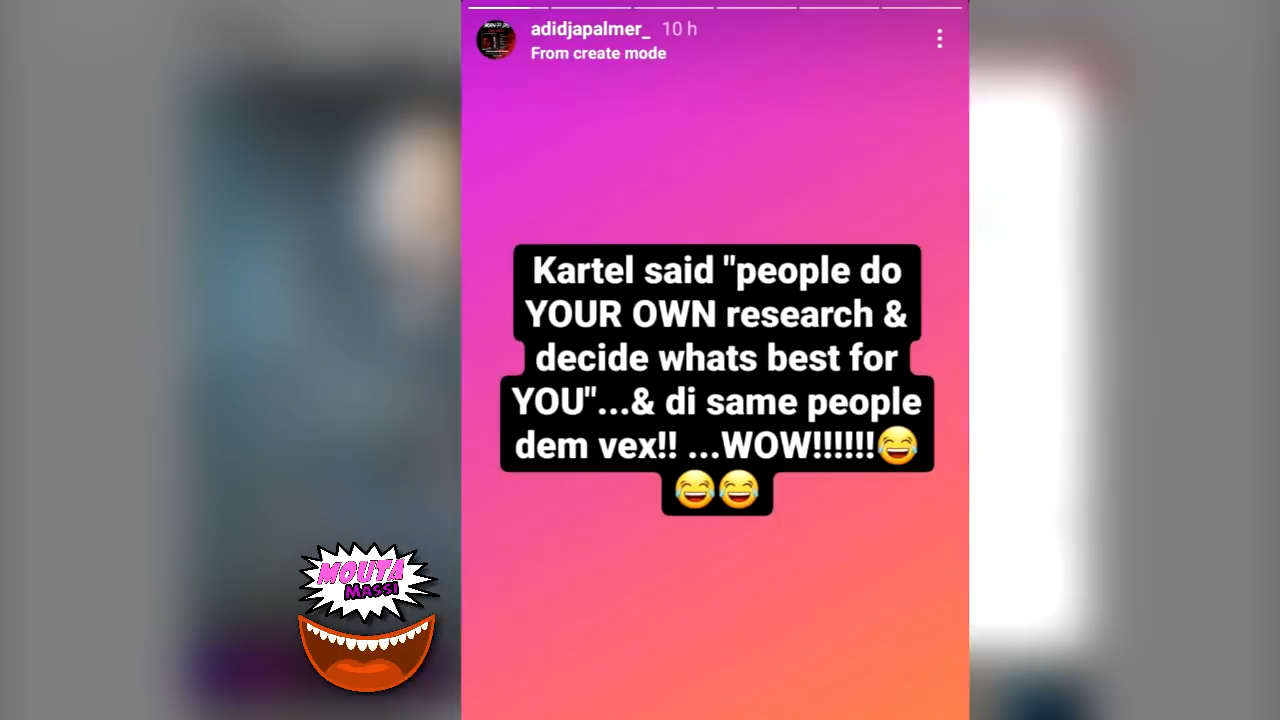 adidjapalmer_ 10 h
From create mode
Kartel said "people do
YOUR OWN research &
decide whats best for
YOU"...& di same people
dem vex!! ...WOW!!!!!!😂
😂😂
MOUTA
MASSI